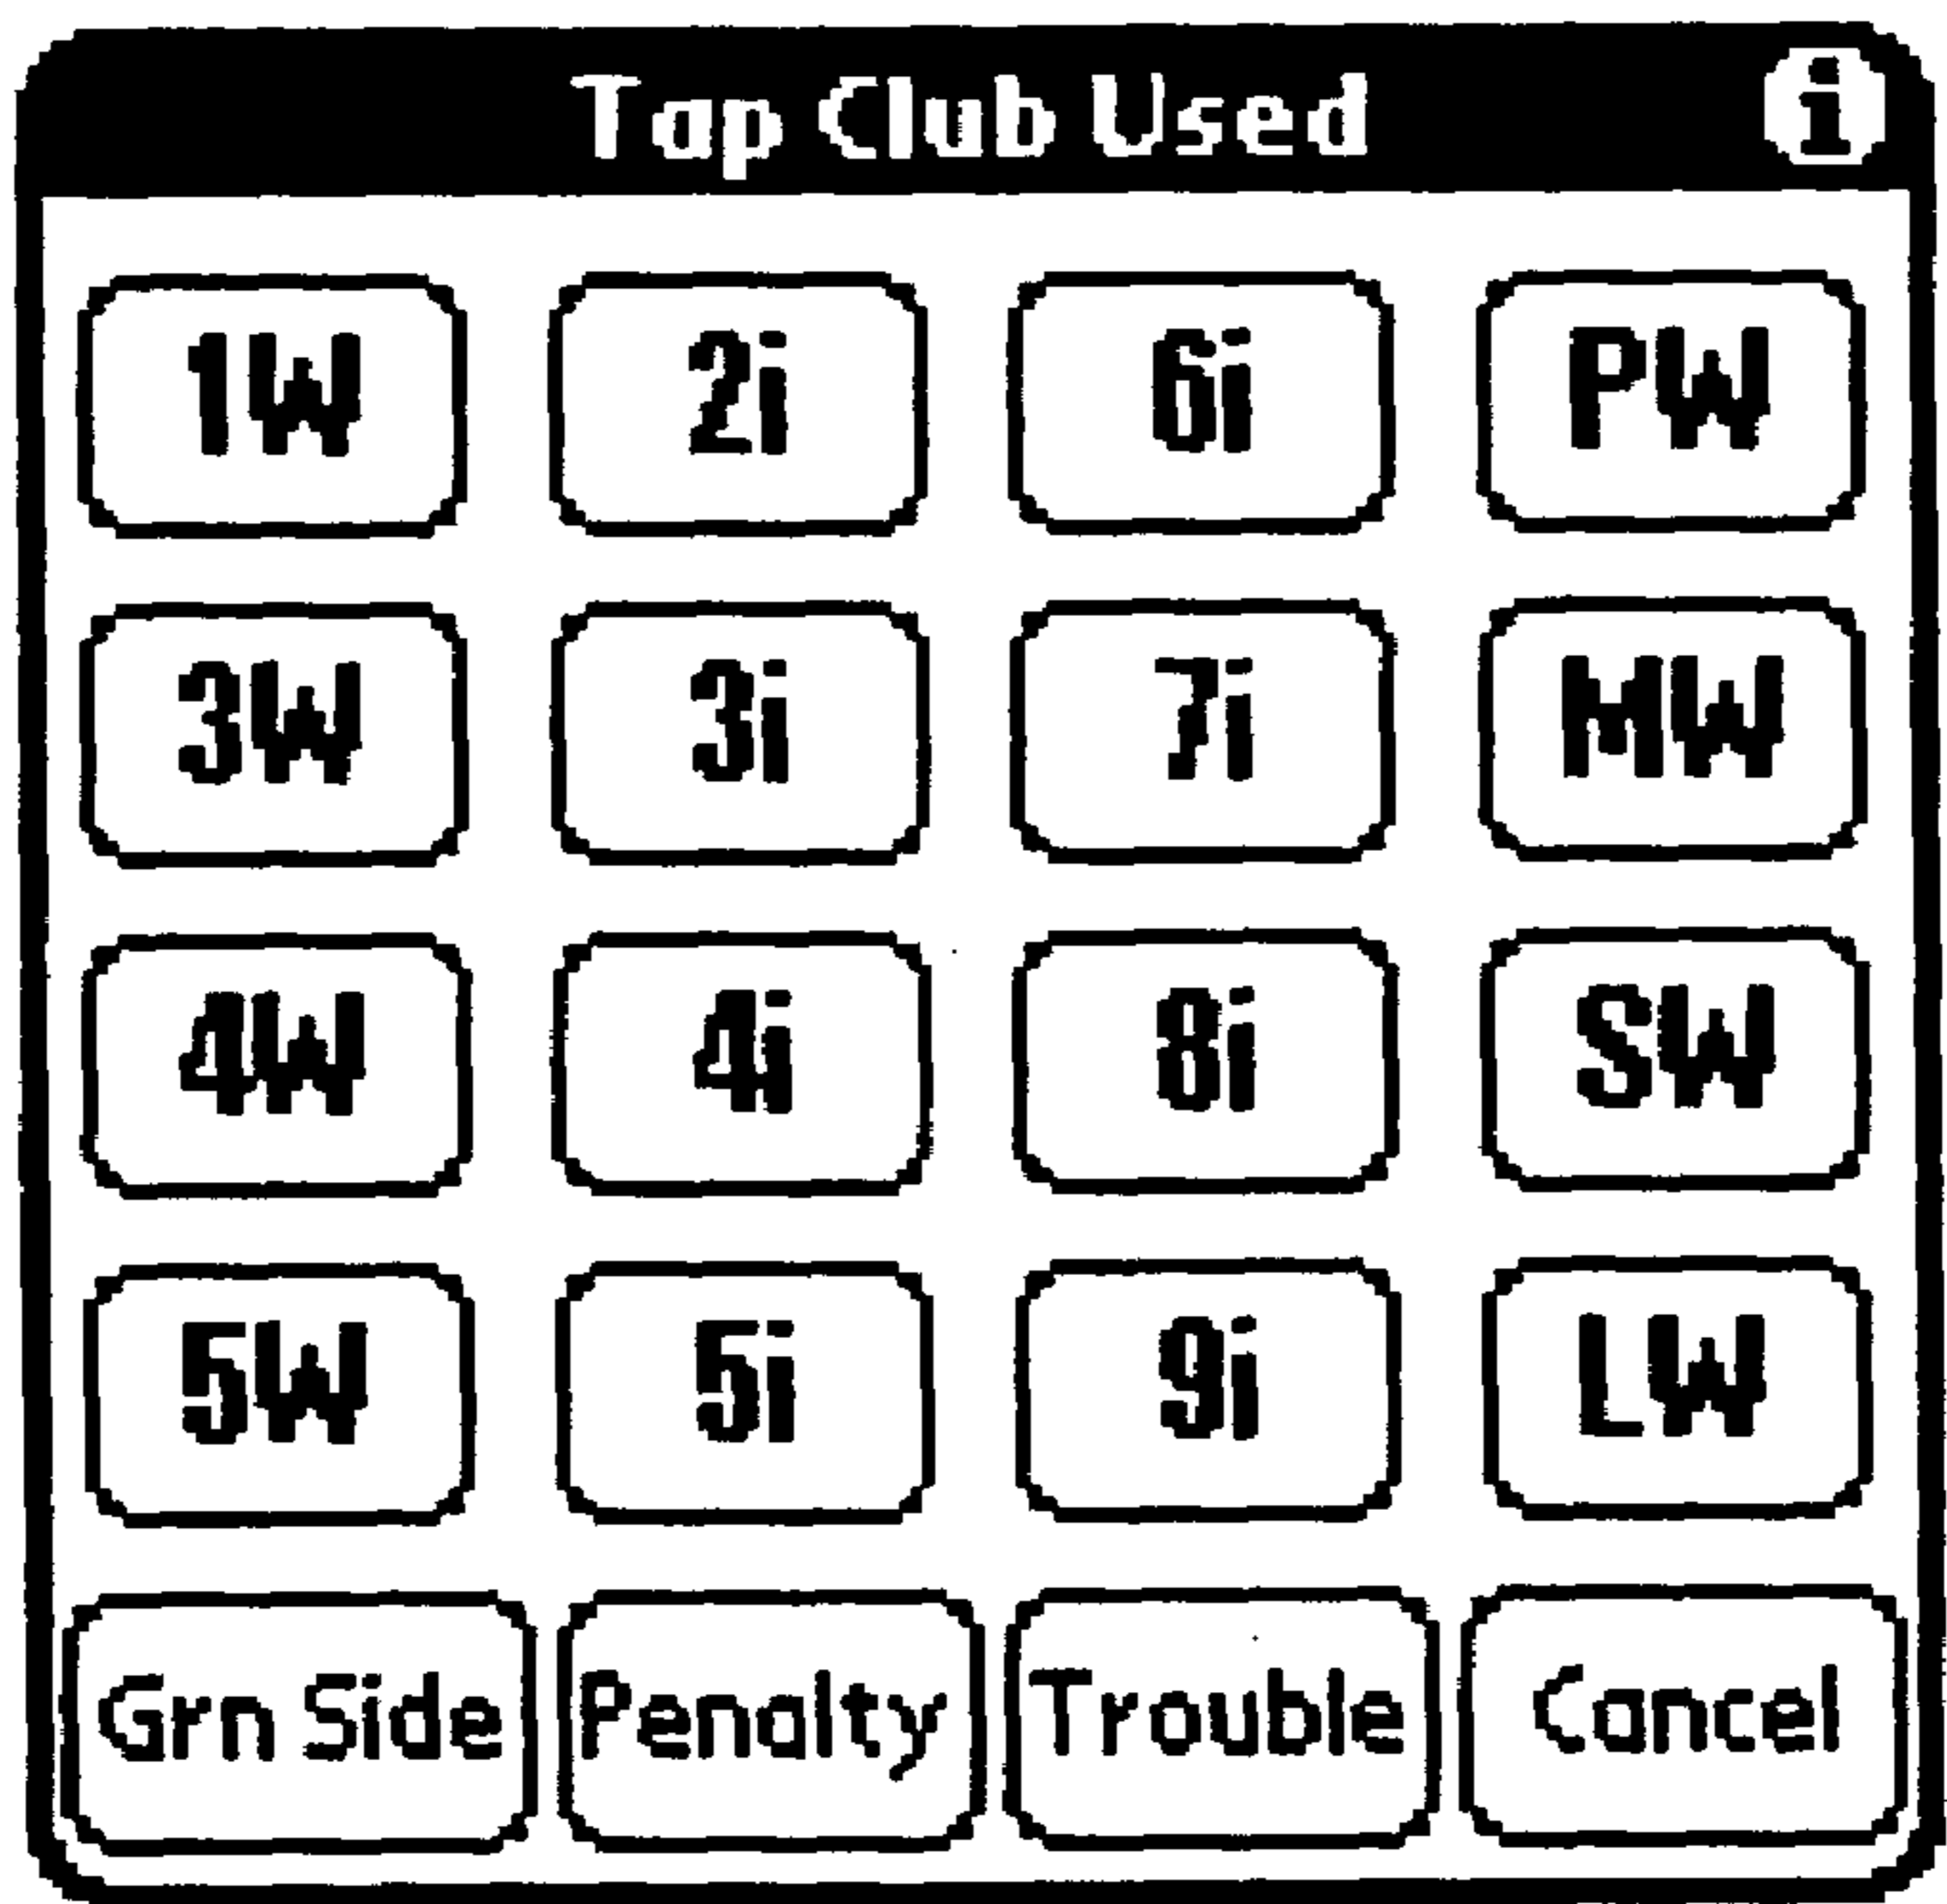 Tap Club Used i
1W 2i 6i PW
3W 3i 7i MW
4W 4i 8i SW
5W 5i 9i LW
Grn Side Penalty Trouble Cancel